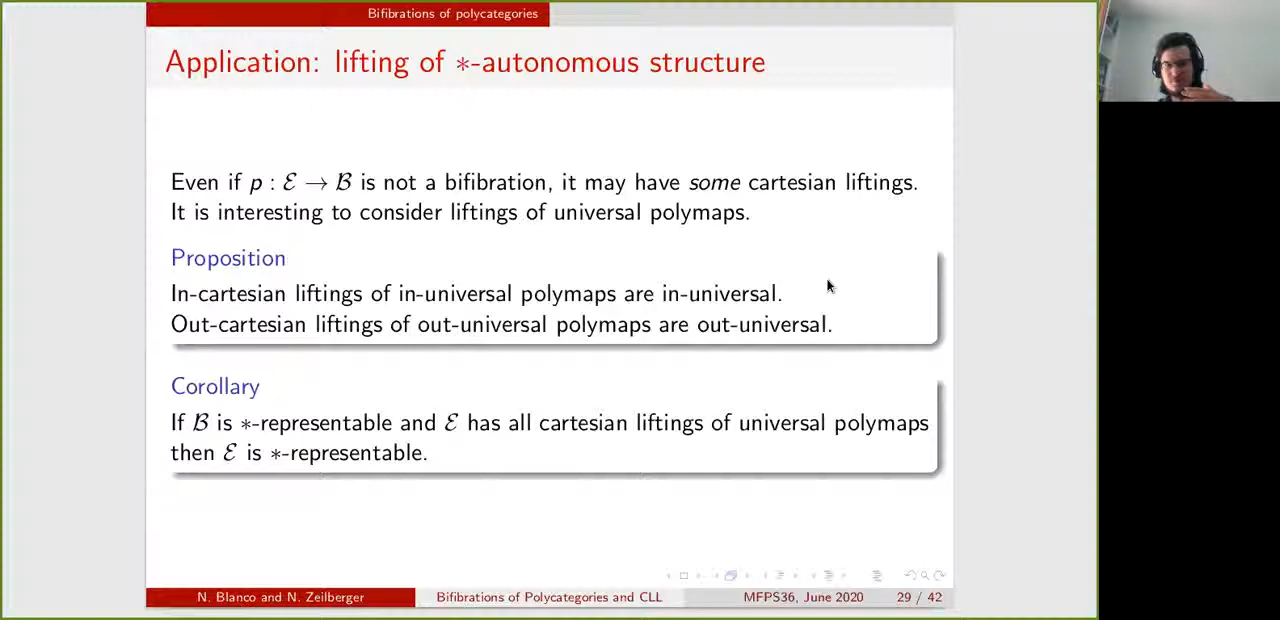 Bifibrations of polycategories
Application: lifting of ∗-autonomous structure
Even if p : ℰ → ℬ is not a bifibration, it may have some cartesian liftings.
It is interesting to consider liftings of universal polymaps.
Proposition
In-cartesian liftings of in-universal polymaps are in-universal.
Out-cartesian liftings of out-universal polymaps are out-universal.
Corollary
If ℬ is ∗-representable and ℰ has all cartesian liftings of universal polymaps
then ℰ is ∗-representable.
N. Blanco and N. Zeilberger Bifibrations of Polycategories and CLL MFPS36, June 2020 29 / 42